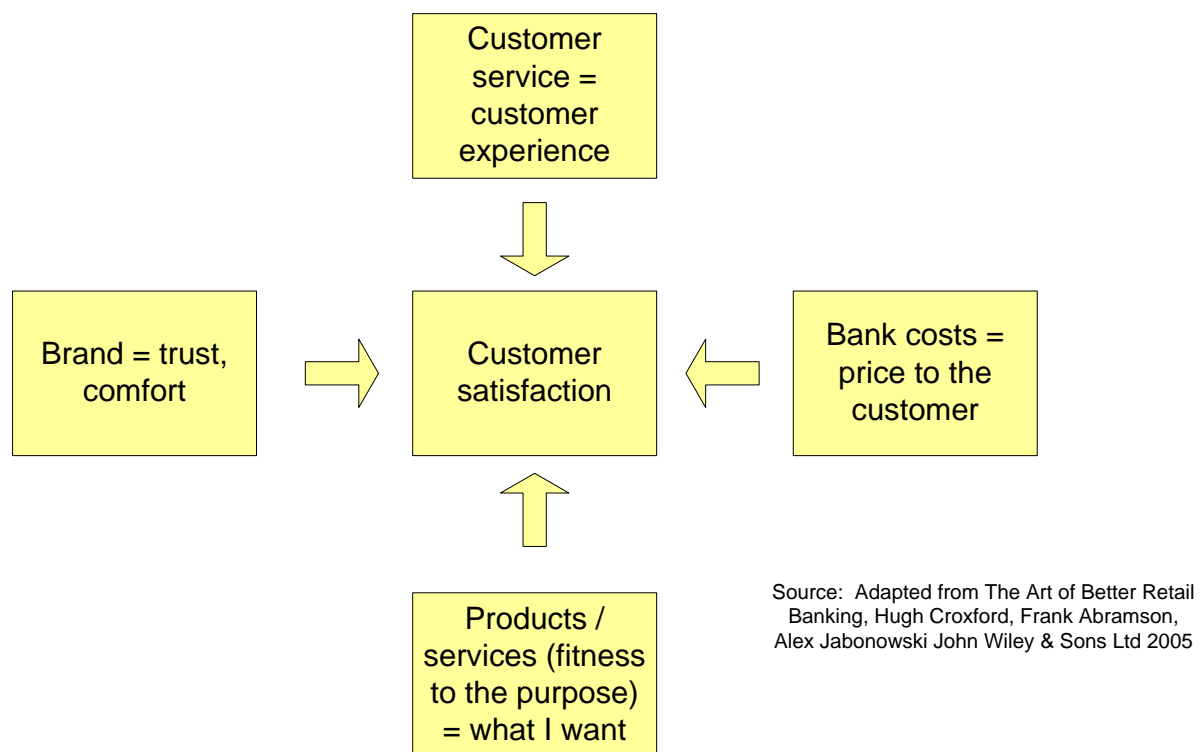 Customer
service =
customer
experience
Brand = trust,
comfort
Customer
satisfaction
Bank costs =
price to the
customer
Products /
services (fitness
to the purpose)
= what I want
Source:  Adapted from The Art of Better Retail
Banking, Hugh Croxford, Frank Abramson,
Alex Jabonowski John Wiley & Sons Ltd 2005